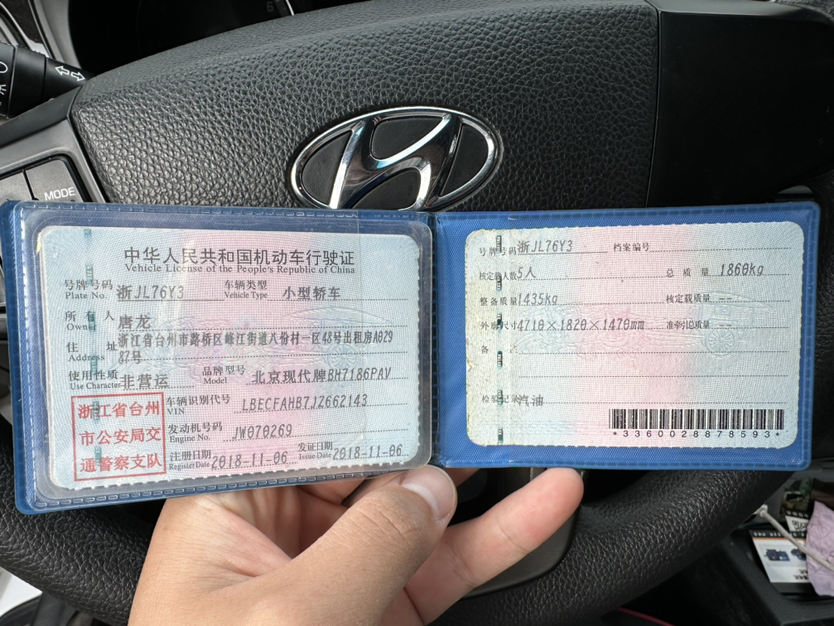 MODE
中华人民共和国机动车行驶证
Vehicle License of the People's Republic of China
号牌号码 浙JL76Y3 车辆类型 小型轿车
Plate No. Vehicle Type
所有人 唐龙
Owner
住址 浙江省台州市路桥区峰江街道八份村一区48号出租房A029
Address 87号
使用性质 非营运 品牌型号 北京现代牌BH7186PAV
Use Character Model
浙江省台州
市公安局交
通警察支队
车辆识别代号 LBECFAHB7J2662143
VIN
发动机号码 JW070269
Engine No.
注册日期 2018-11-06 发证日期 2018-11-06
Register Date Issue Date
号牌号码 浙JL76Y3 档案编号
核定载人数 5人 总质量 1860kg
整备质量 1435kg 核定载质量 --
外廓尺寸 4710×1820×1470mm 准牵引总质量 --
备
检验记录 汽油
*3360028878593*